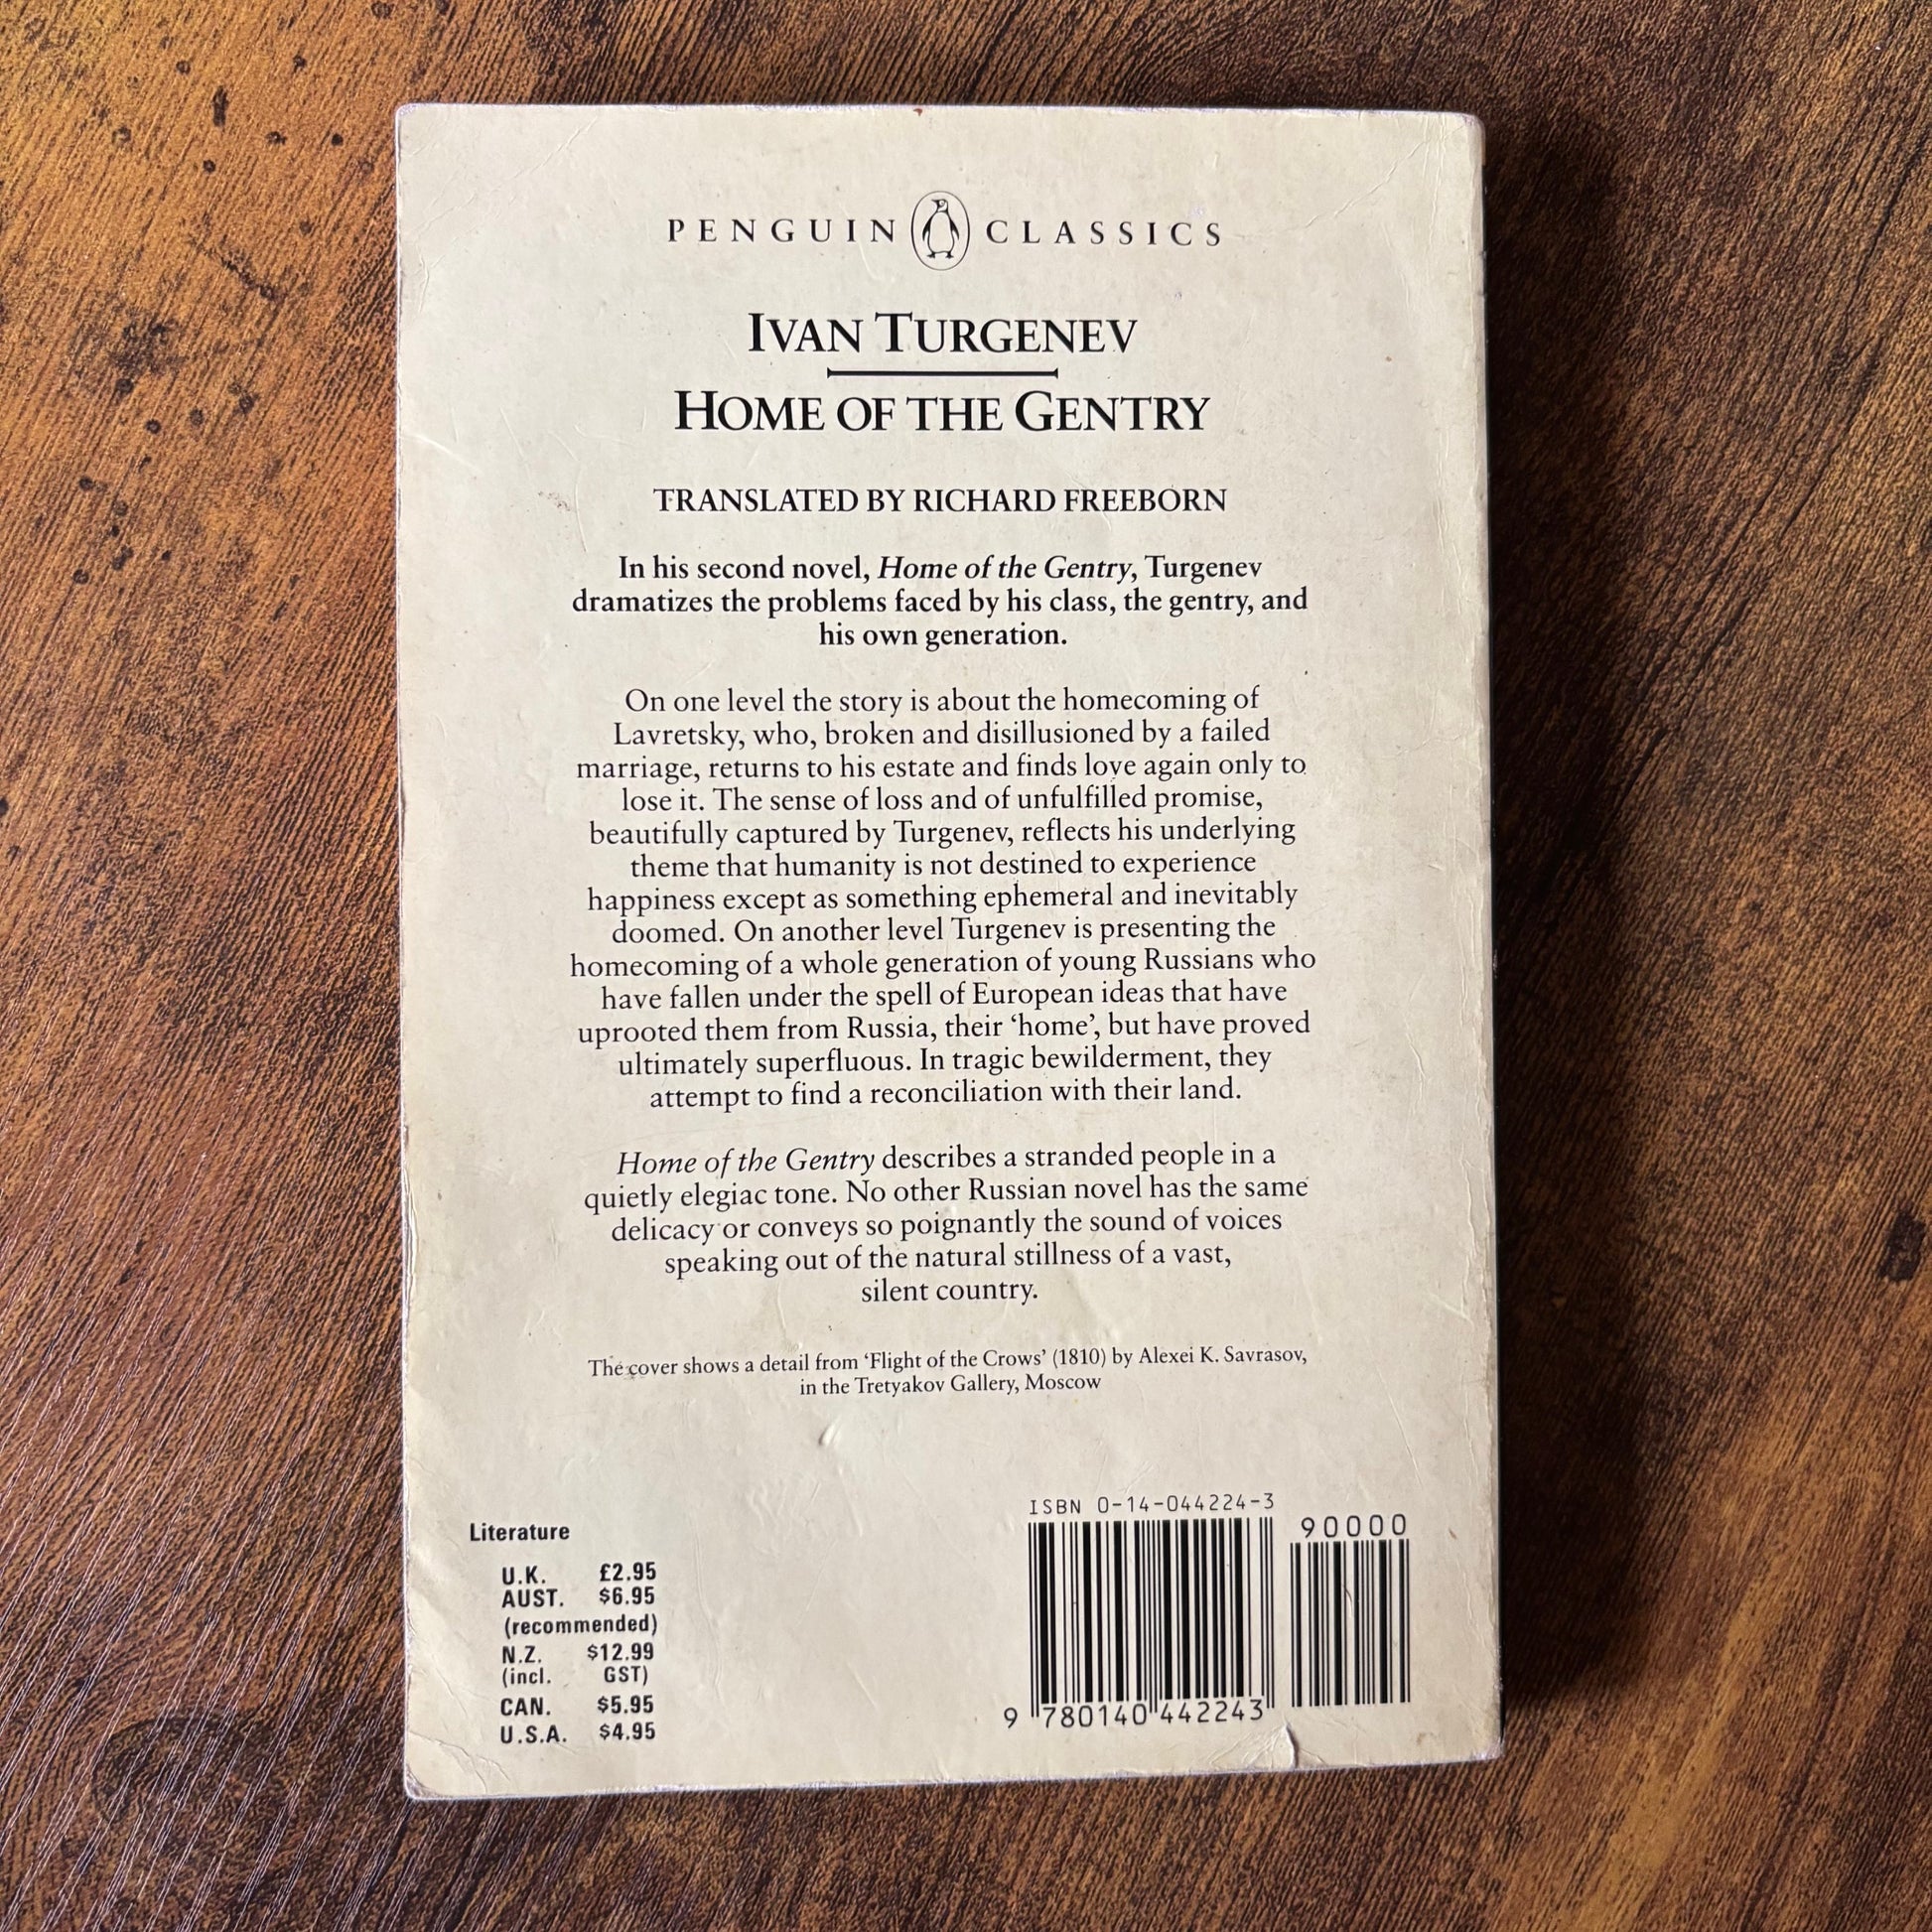 PENGUIN CLASSICS
IVAN TURGENEV
HOME OF THE GENTRY
TRANSLATED BY RICHARD FREEBORN
In his second novel, Home of the Gentry, Turgenev
dramatizes the problems faced by his class, the gentry, and
his own generation.
On one level the story is about the homecoming of
Lavretsky, who, broken and disillusioned by a failed
marriage, returns to his estate and finds love again only to
lose it. The sense of loss and of unfulfilled promise,
beautifully captured by Turgenev, reflects his underlying
theme that humanity is not destined to experience
happiness except as something ephemeral and inevitably
doomed. On another level Turgenev is presenting the
homecoming of a whole generation of young Russians who
have fallen under the spell of European ideas that have
uprooted them from Russia, their ‘home’, but have proved
ultimately superfluous. In tragic bewilderment, they
attempt to find a reconciliation with their land.
Home of the Gentry describes a stranded people in a
quietly elegiac tone. No other Russian novel has the same
delicacy or conveys so poignantly the sound of voices
speaking out of the natural stillness of a vast,
silent country.
The cover shows a detail from ‘Flight of the Crows’ (1810) by Alexei K. Savrasov,
in the Tretyakov Gallery, Moscow
Literature
U.K. £2.95
AUST. $6.95
(recommended)
N.Z. $12.99
(incl. GST)
CAN. $5.95
U.S.A. $4.95
ISBN 0-14-044224-3
90000
9 780140 442243